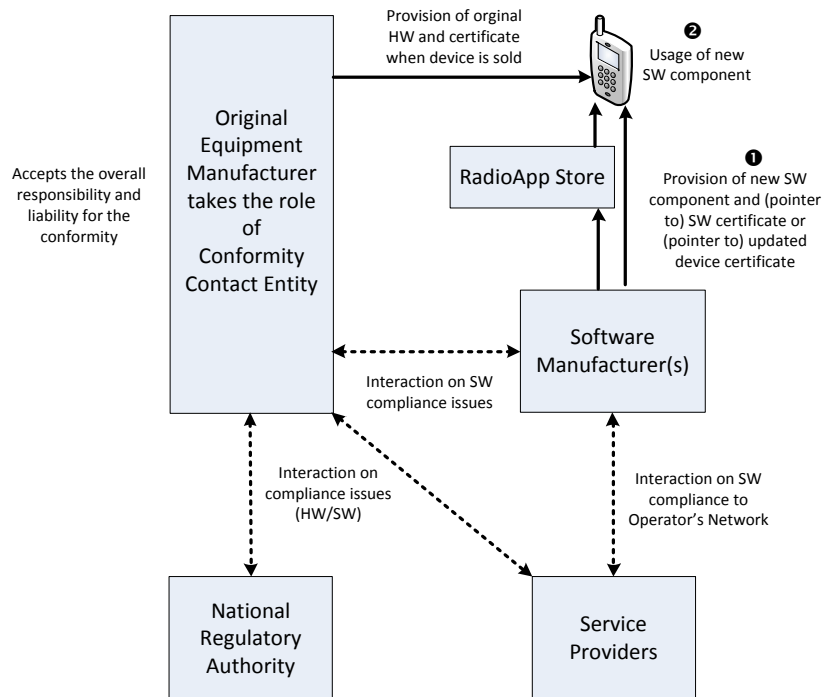 Provision of orginal
HW and certificate
when device is sold
❷
Usage of new
SW component
Original
Equipment
Manufacturer
takes the role
of
Conformity
Contact Entity
Accepts the overall
responsibility and
liability for the
conformity
RadioApp Store
❶
Provision of new SW
component and (pointer
to) SW certificate or
(pointer to) updated
device certificate
Software
Manufacturer(s)
Interaction on SW
compliance issues
Interaction on
compliance issues
(HW/SW)
Interaction on SW
compliance to
Operator's Network
National
Regulatory
Authority
Service
Providers